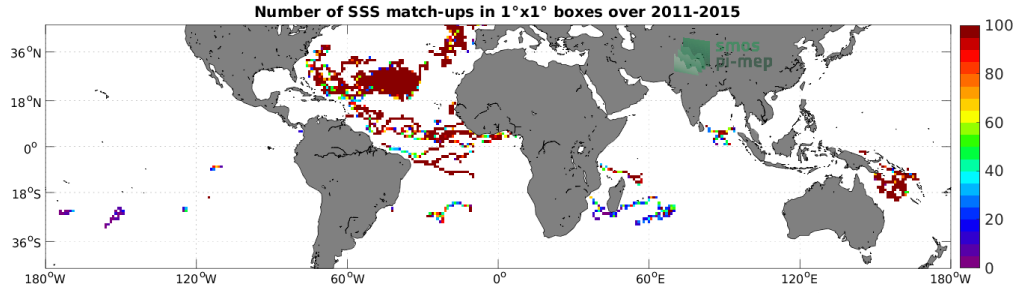 Number of SSS match-ups in 1°x1° boxes over 2011-2015
smos
pi-mep
36°N
18°N
0°
18°S
36°S
180°W
120°W
60°W
0°
60°E
120°E
180°W
100
80
60
40
20
0